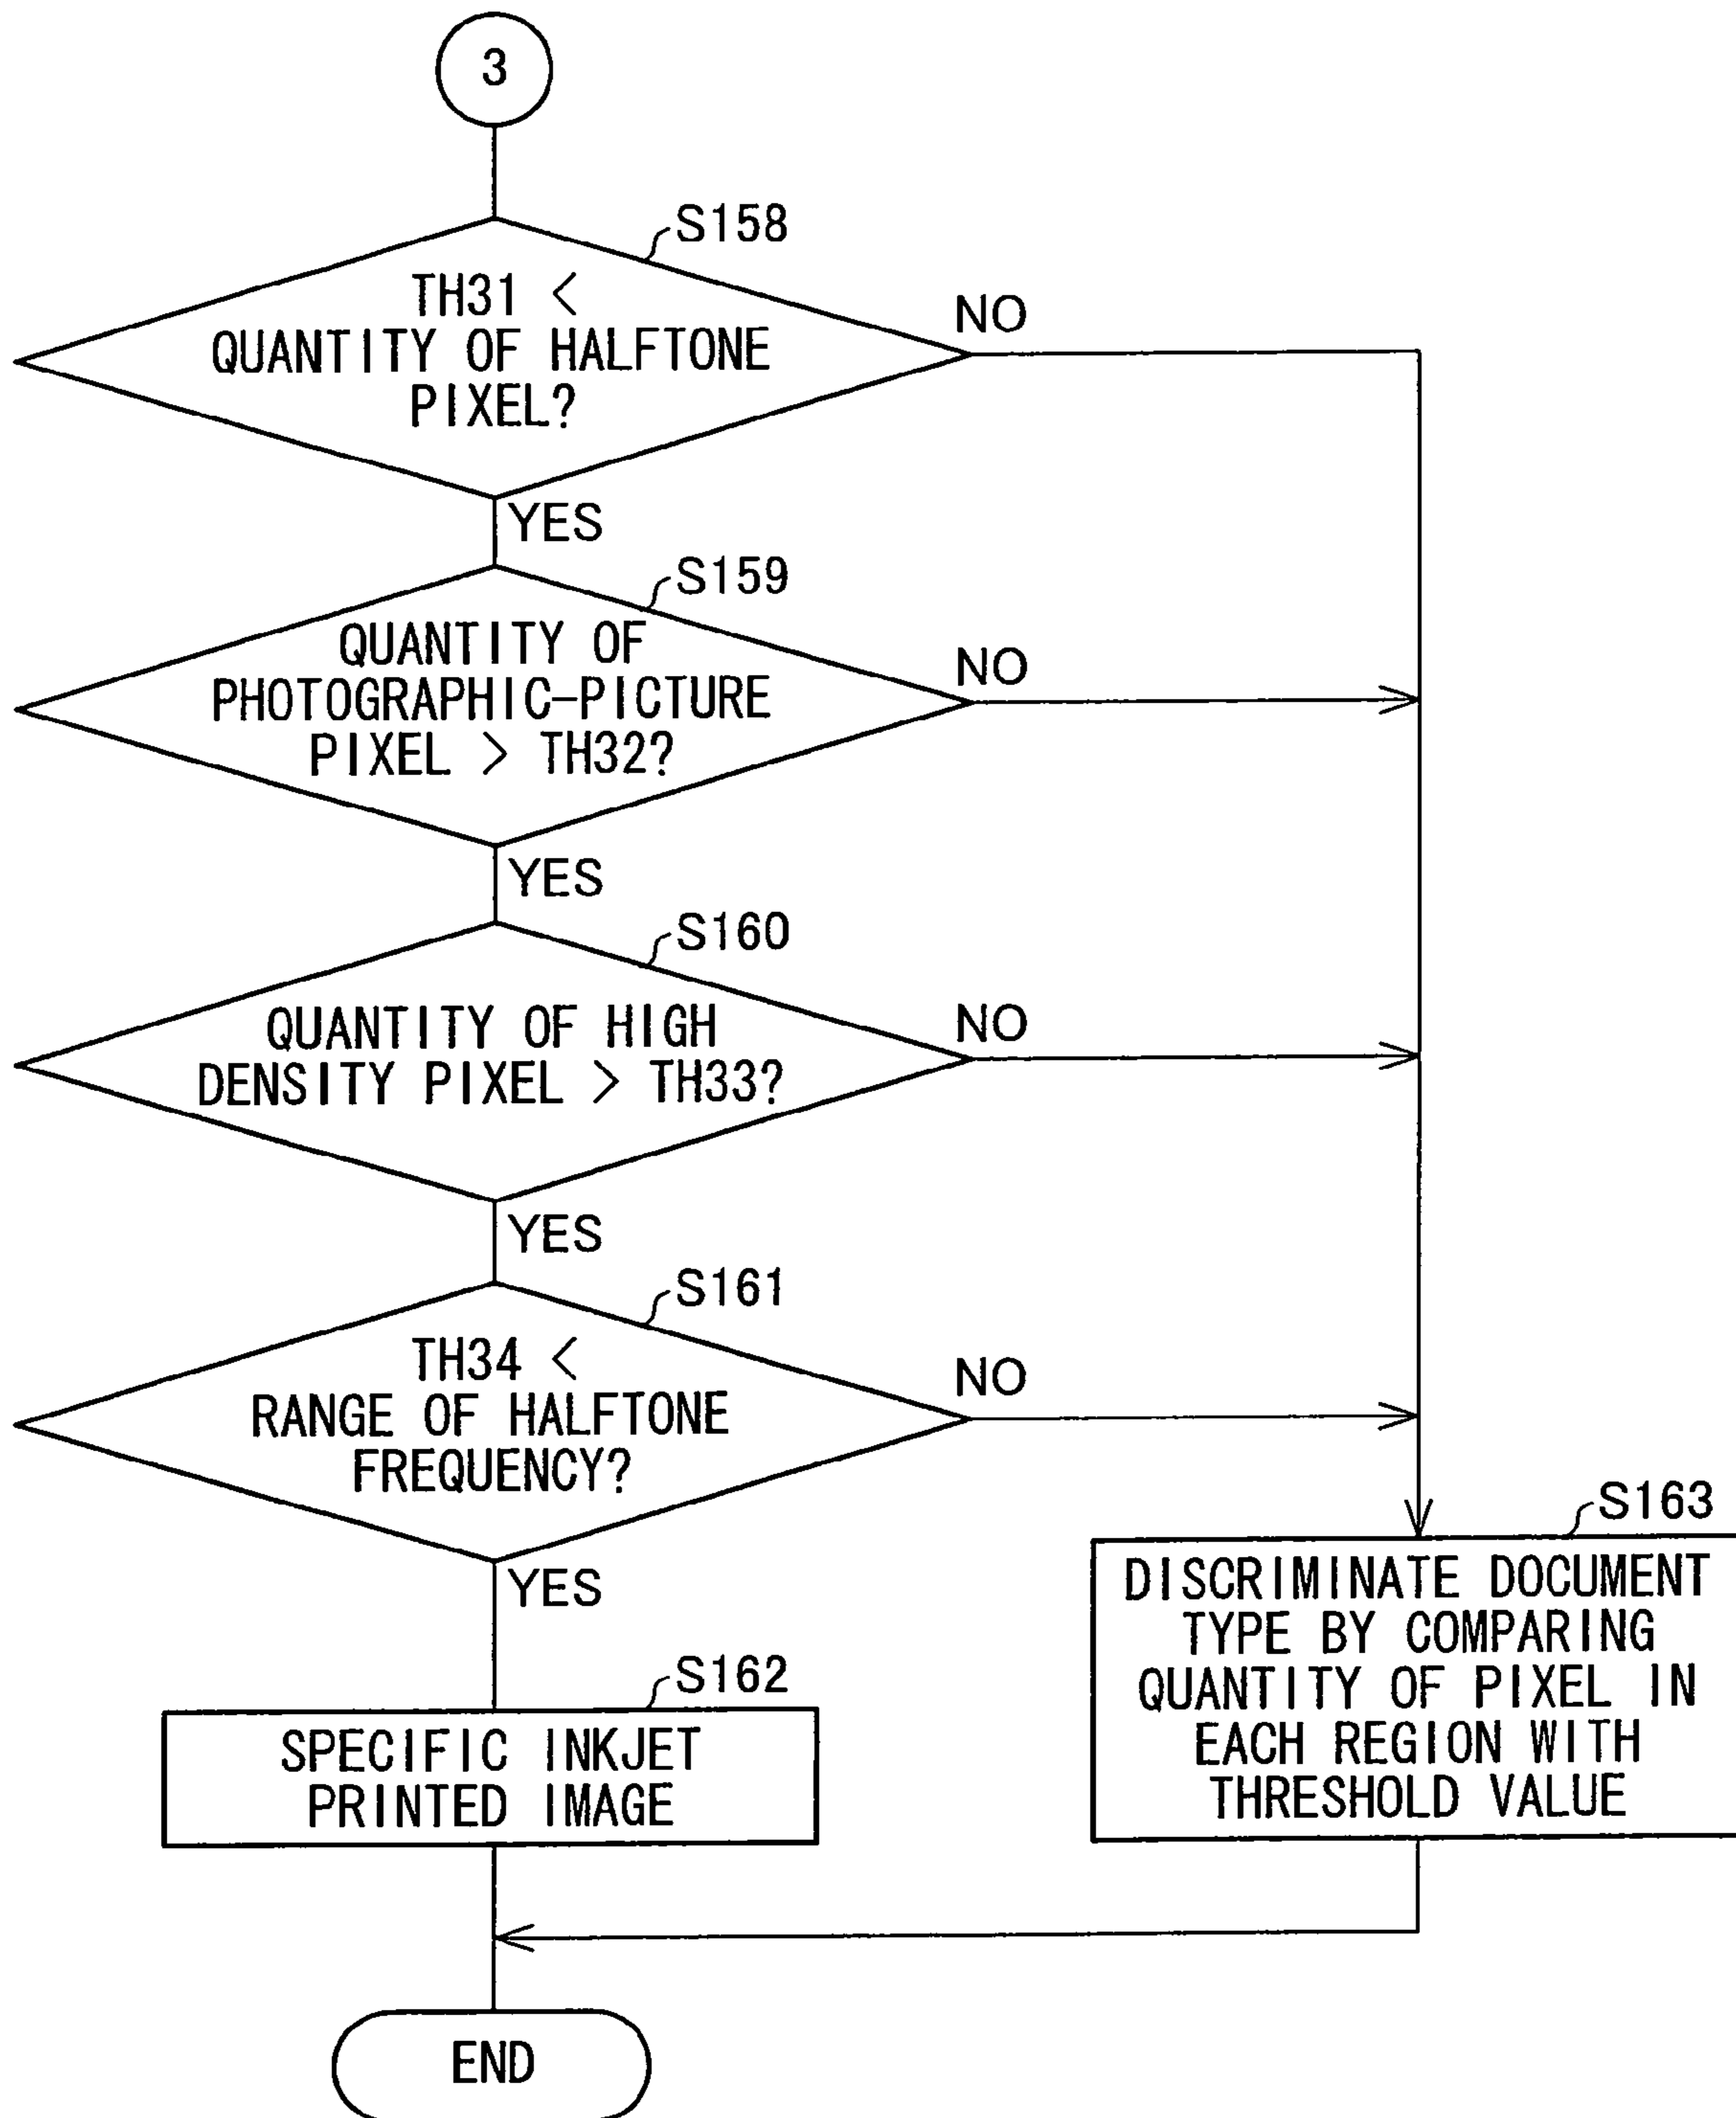 3
S158
TH31 <
QUANTITY OF HALFTONE
PIXEL?
NO
YES
S159
QUANTITY OF
PHOTOGRAPHIC-PICTURE
PIXEL > TH32?
NO
YES
S160
QUANTITY OF HIGH
DENSITY PIXEL > TH33?
NO
YES
S161
TH34 <
RANGE OF HALFTONE
FREQUENCY?
NO
YES
S162
SPECIFIC INKJET
PRINTED IMAGE
S163
DISCRIMINATE DOCUMENT
TYPE BY COMPARING
QUANTITY OF PIXEL IN
EACH REGION WITH
THRESHOLD VALUE
END